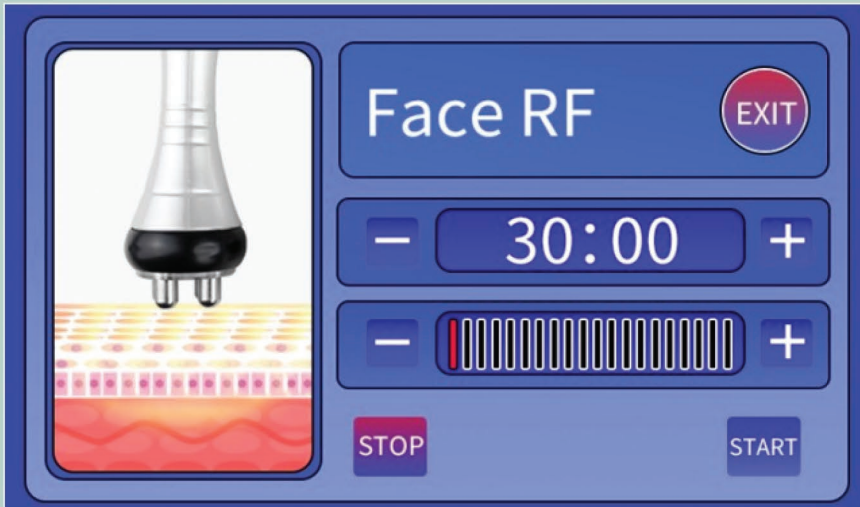 Face RF
EXIT
− 30:00 +
− +
STOP
START